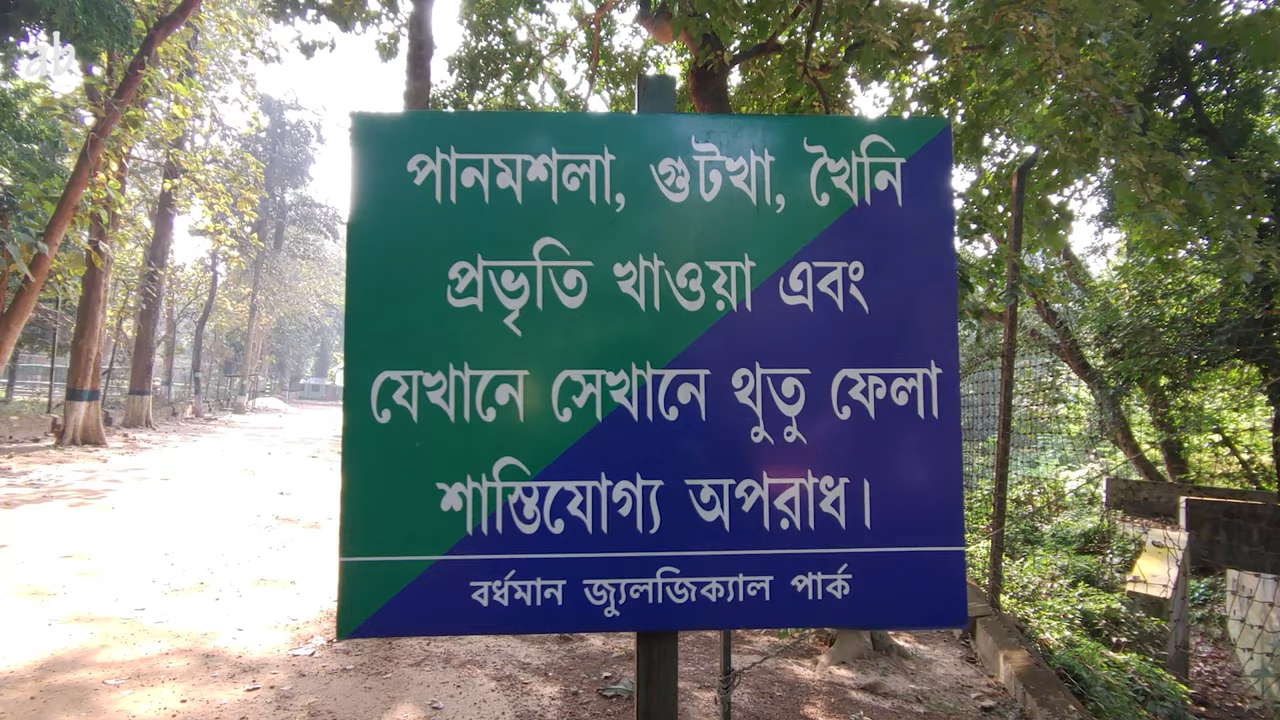 পানমশলা, গুটখা, খৈনি
প্রভৃতি খাওয়া এবং
যেখানে সেখানে থুতু ফেলা
শাস্তিযোগ্য অপরাধ।
বর্ধমান জ্যুলজিক্যাল পার্ক